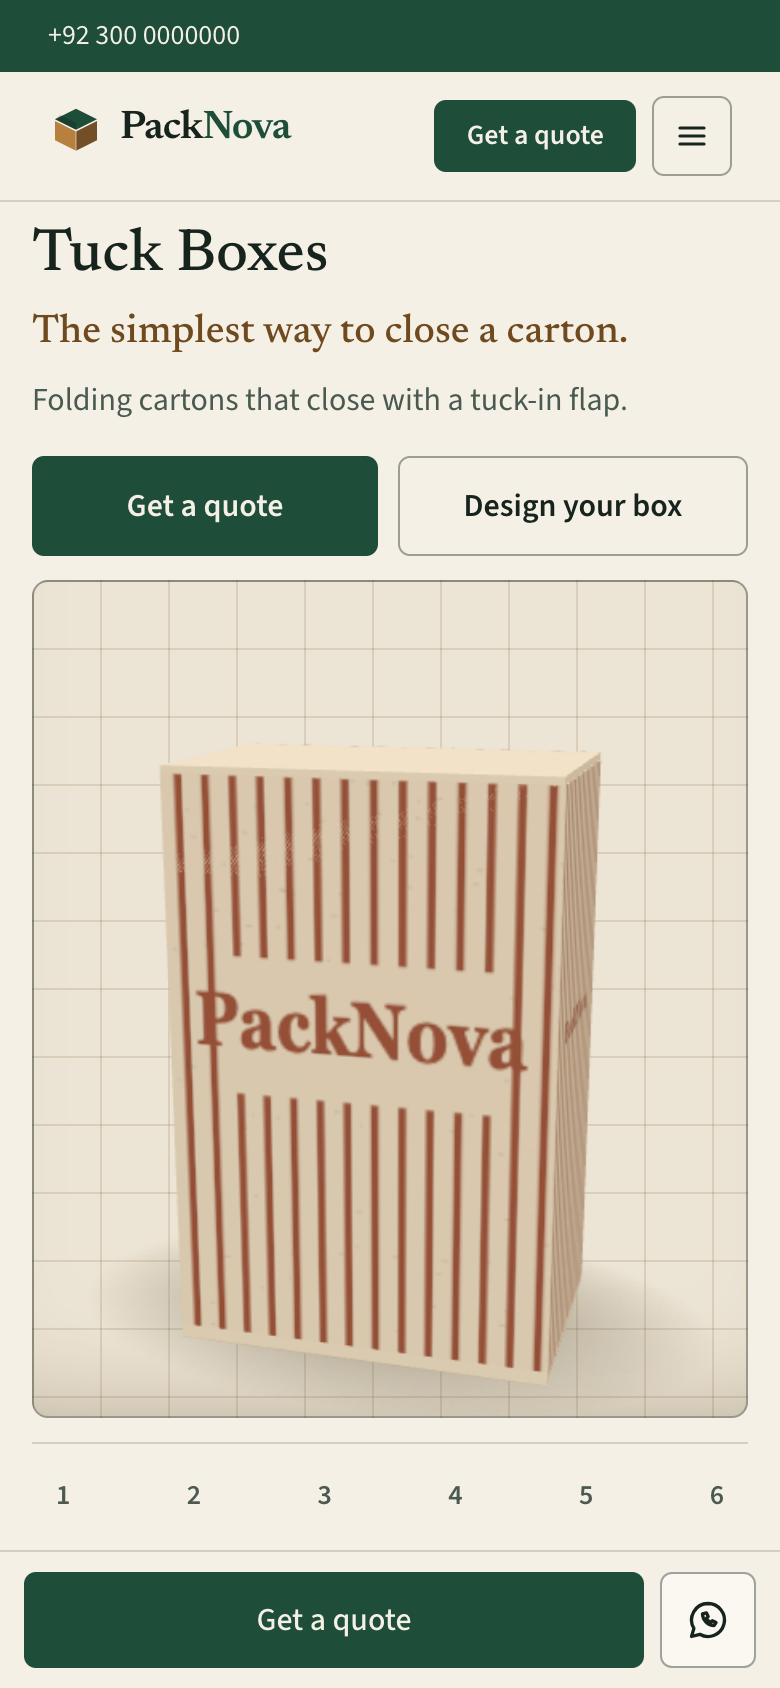 +92 300 0000000
PackNova
Get a quote
Tuck Boxes
The simplest way to close a carton.
Folding cartons that close with a tuck-in flap.
Get a quote
Design your box
PackNova
1 2 3 4 5 6
Get a quote